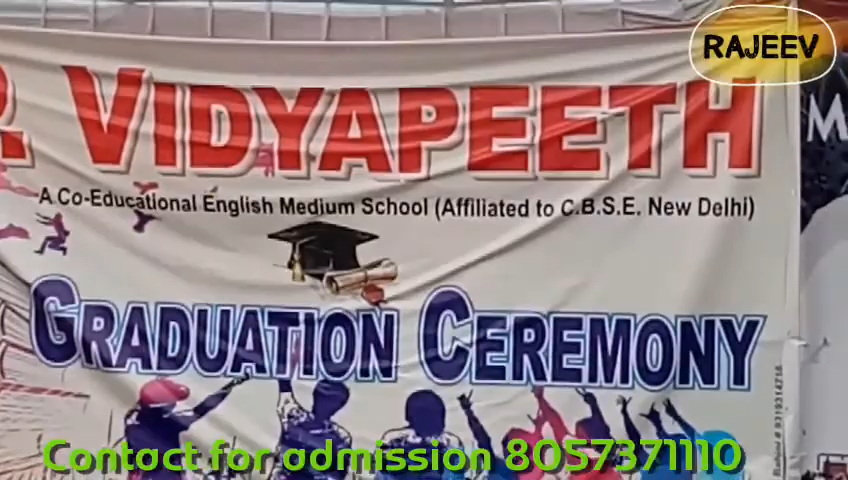 RAJEEV
. VIDYAPEETH
M
A Co-Educational English Medium School (Affiliated to C.B.S.E. New Delhi)
GRADUATION CEREMONY
Contact for admission 8057371110